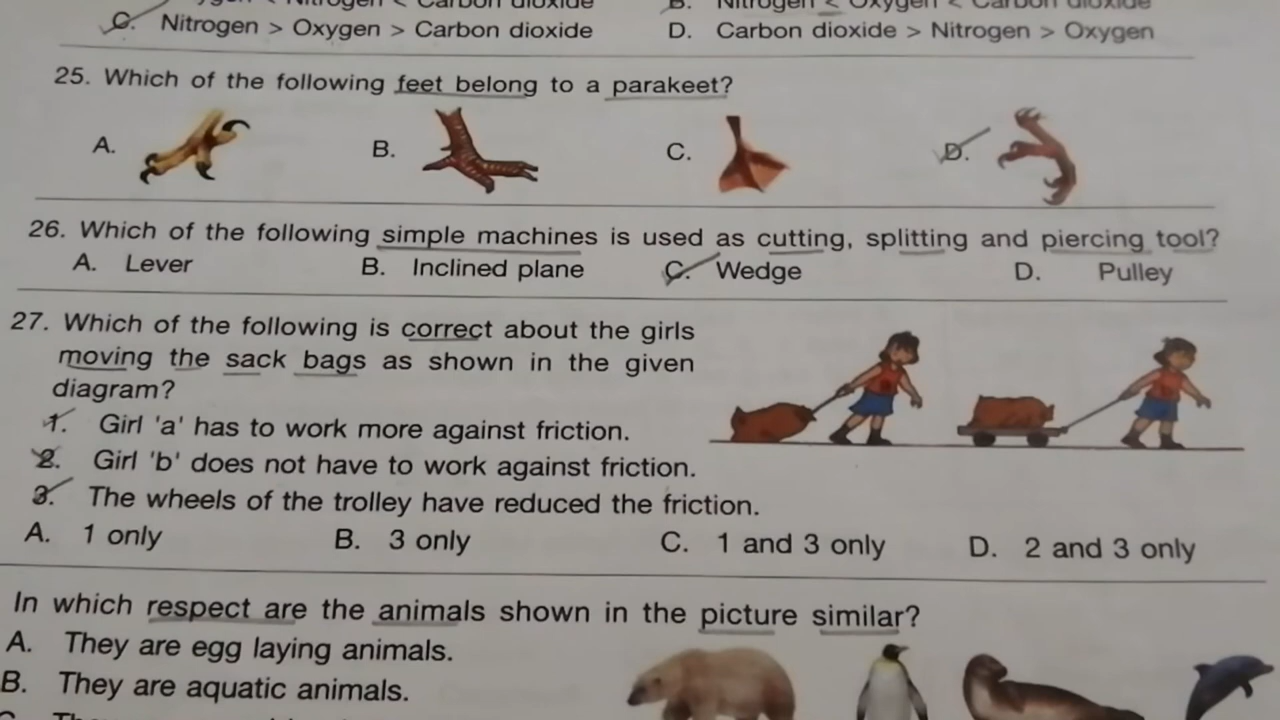 C. Nitrogen > Oxygen > Carbon dioxide D. Carbon dioxide > Nitrogen > Oxygen
25. Which of the following feet belong to a parakeet?
A. B. C. D.
26. Which of the following simple machines is used as cutting, splitting and piercing tool?
A. Lever B. Inclined plane C. Wedge D. Pulley
27. Which of the following is correct about the girls
moving the sack bags as shown in the given
diagram?
1. Girl 'a' has to work more against friction.
2. Girl 'b' does not have to work against friction.
3. The wheels of the trolley have reduced the friction.
A. 1 only B. 3 only C. 1 and 3 only D. 2 and 3 only
In which respect are the animals shown in the picture similar?
A. They are egg laying animals.
B. They are aquatic animals.